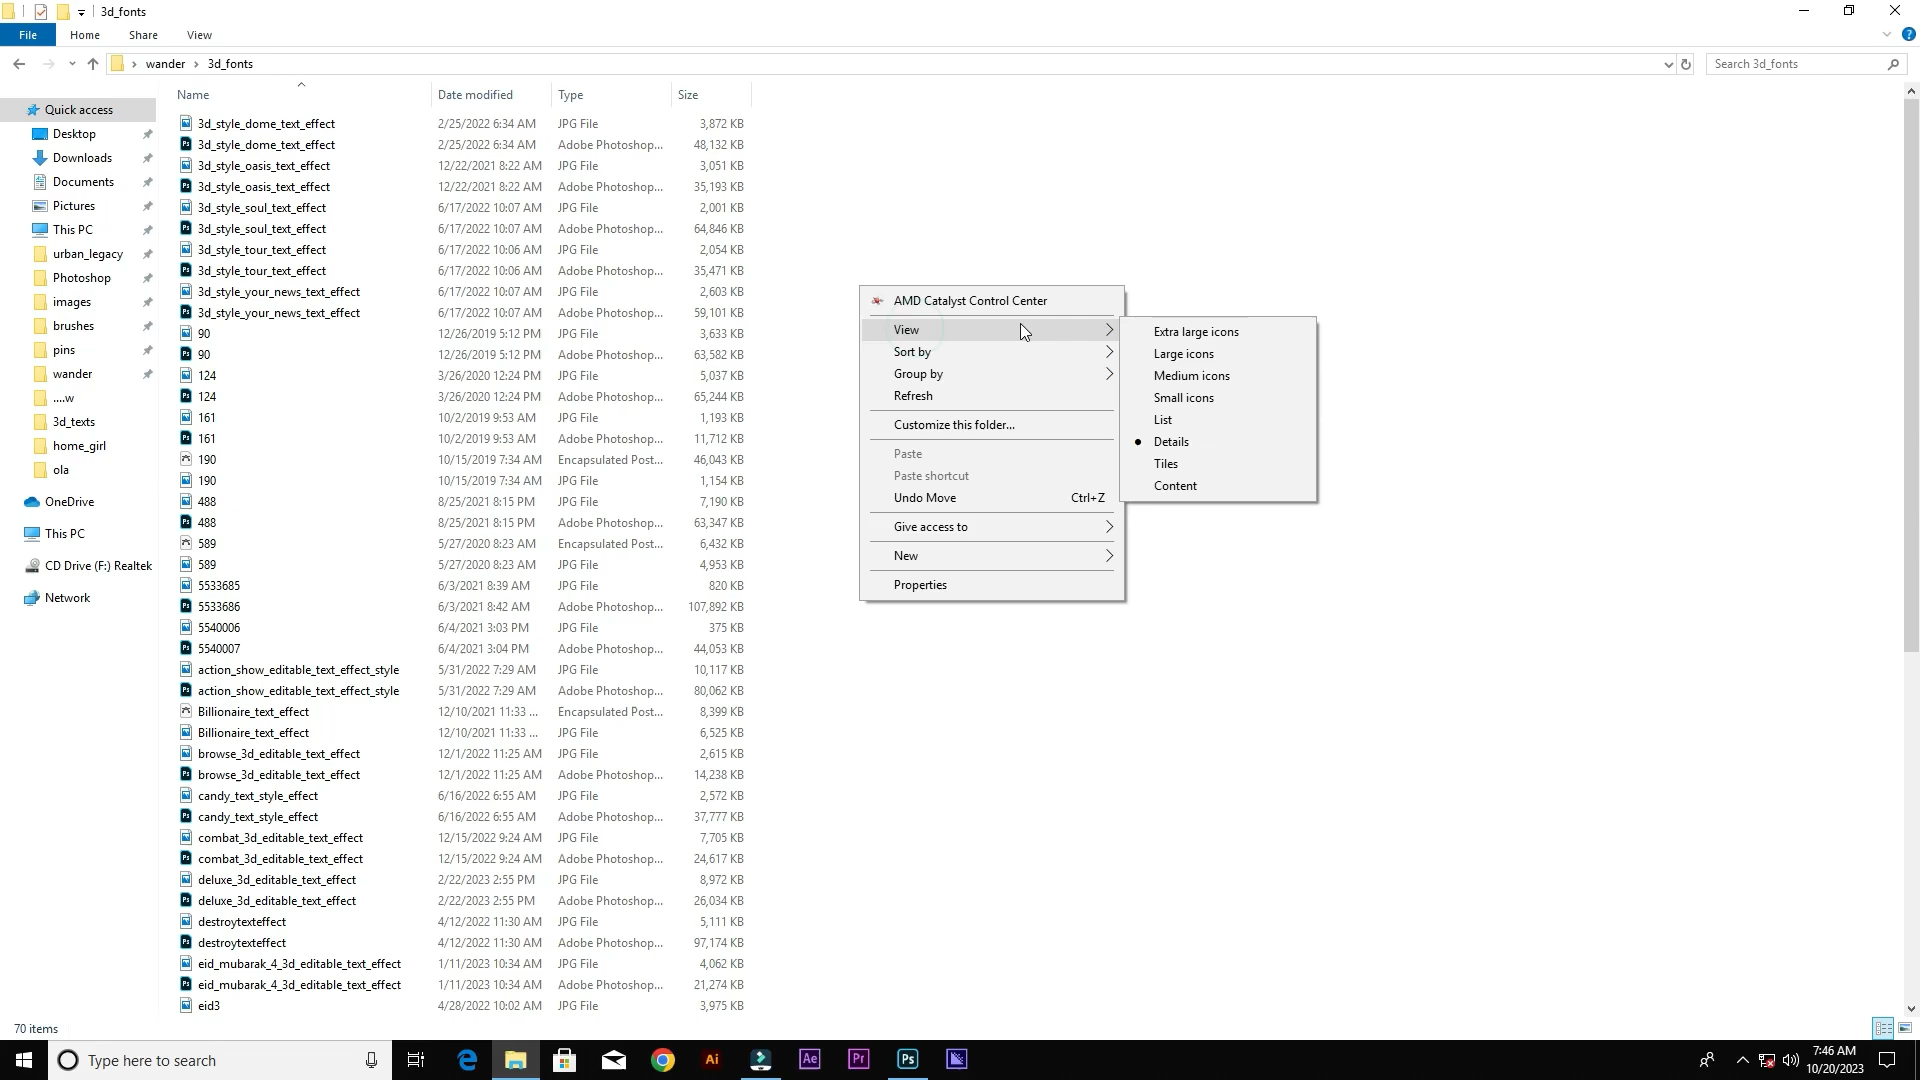 3d_fonts
File
Home
Share
View
wander
3d_fonts
Search 3d_fonts
Quick access
Desktop
Downloads
Documents
Pictures
This PC
urban_legacy
Photoshop
images
brushes
pins
wander
....w
3d_texts
home_girl
ola
OneDrive
This PC
CD Drive (F:) Realtek
Network
Name Date modified Type Size
3d_style_dome_text_effect 2/25/2022 6:34 AM JPG File 3,872 KB
3d_style_dome_text_effect 2/25/2022 6:34 AM Adobe Photoshop... 48,132 KB
3d_style_oasis_text_effect 12/22/2021 8:22 AM JPG File 3,051 KB
3d_style_oasis_text_effect 12/22/2021 8:22 AM Adobe Photoshop... 35,193 KB
3d_style_soul_text_effect 6/17/2022 10:07 AM JPG File 2,001 KB
3d_style_soul_text_effect 6/17/2022 10:07 AM Adobe Photoshop... 64,846 KB
3d_style_tour_text_effect 6/17/2022 10:06 AM JPG File 2,054 KB
3d_style_tour_text_effect 6/17/2022 10:06 AM Adobe Photoshop... 35,471 KB
3d_style_your_news_text_effect 6/17/2022 10:07 AM JPG File 2,603 KB
3d_style_your_news_text_effect 6/17/2022 10:07 AM Adobe Photoshop... 59,101 KB
90 12/26/2019 5:12 PM JPG File 3,633 KB
90 12/26/2019 5:12 PM Adobe Photoshop... 63,582 KB
124 3/26/2020 12:24 PM JPG File 5,037 KB
124 3/26/2020 12:24 PM Adobe Photoshop... 65,244 KB
161 10/2/2019 9:53 AM JPG File 1,193 KB
161 10/2/2019 9:53 AM Adobe Photoshop... 11,712 KB
190 10/15/2019 7:34 AM Encapsulated Post... 46,043 KB
190 10/15/2019 7:34 AM JPG File 1,154 KB
488 8/25/2021 8:15 PM JPG File 7,190 KB
488 8/25/2021 8:15 PM Adobe Photoshop... 63,347 KB
589 5/27/2020 8:23 AM Encapsulated Post... 6,432 KB
589 5/27/2020 8:23 AM JPG File 4,953 KB
5533685 6/3/2021 8:39 AM JPG File 820 KB
5533686 6/3/2021 8:42 AM Adobe Photoshop... 107,892 KB
5540006 6/4/2021 3:03 PM JPG File 375 KB
5540007 6/4/2021 3:04 PM Adobe Photoshop... 44,053 KB
action_show_editable_text_effect_style 5/31/2022 7:29 AM JPG File 10,117 KB
action_show_editable_text_effect_style 5/31/2022 7:29 AM Adobe Photoshop... 80,062 KB
Billionaire_text_effect 12/10/2021 11:33 ... Encapsulated Post... 8,399 KB
Billionaire_text_effect 12/10/2021 11:33 ... JPG File 6,525 KB
browse_3d_editable_text_effect 12/1/2022 11:25 AM JPG File 2,615 KB
browse_3d_editable_text_effect 12/1/2022 11:25 AM Adobe Photoshop... 14,238 KB
candy_text_style_effect 6/16/2022 6:55 AM JPG File 2,572 KB
candy_text_style_effect 6/16/2022 6:55 AM Adobe Photoshop... 37,777 KB
combat_3d_editable_text_effect 12/15/2022 9:24 AM JPG File 7,705 KB
combat_3d_editable_text_effect 12/15/2022 9:24 AM Adobe Photoshop... 24,617 KB
deluxe_3d_editable_text_effect 2/22/2023 2:55 PM JPG File 8,972 KB
deluxe_3d_editable_text_effect 2/22/2023 2:55 PM Adobe Photoshop... 26,034 KB
destroytexteffect 4/12/2022 11:30 AM JPG File 5,111 KB
destroytexteffect 4/12/2022 11:30 AM Adobe Photoshop... 97,174 KB
eid_mubarak_4_3d_editable_text_effect 1/11/2023 10:34 AM JPG File 4,062 KB
eid_mubarak_4_3d_editable_text_effect 1/11/2023 10:34 AM Adobe Photoshop... 21,274 KB
eid3 4/28/2022 10:02 AM JPG File 3,975 KB
AMD Catalyst Control Center
View
Sort by
Group by
Refresh
Customize this folder...
Paste
Paste shortcut
Undo Move Ctrl+Z
Give access to
New
Properties
Extra large icons
Large icons
Medium icons
Small icons
List
Details
Tiles
Content
70 items
Type here to search
Ai
Ae
Pr
Ps
7:46 AM
10/20/2023